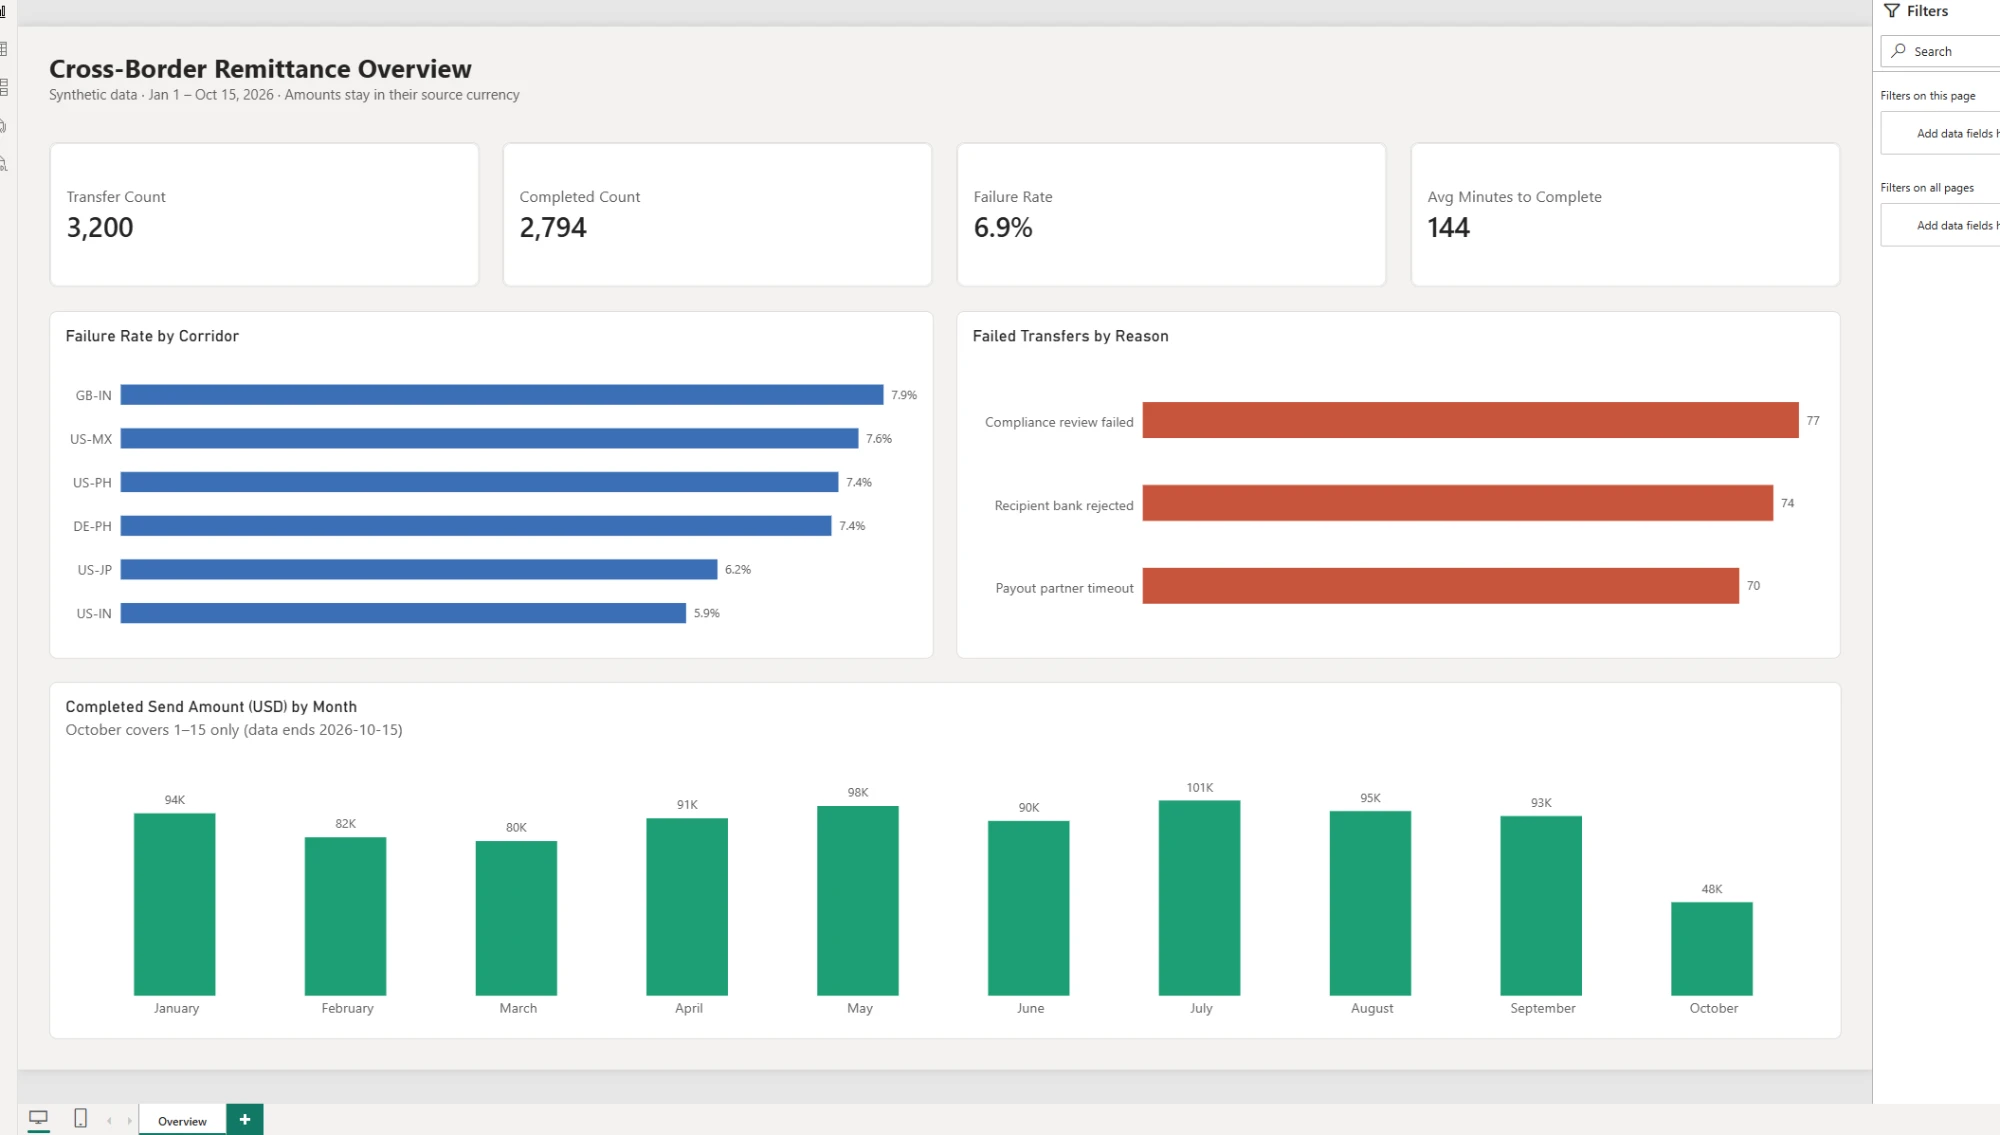 Filters
Search
Filters on this page
Add data fields h
Filters on all pages
Add data fields h
Cross-Border Remittance Overview
Synthetic data · Jan 1 – Oct 15, 2026 · Amounts stay in their source currency
Transfer Count
3,200
Completed Count
2,794
Failure Rate
6.9%
Avg Minutes to Complete
144
Failure Rate by Corridor
GB-IN 7.9%
US-MX 7.6%
US-PH 7.4%
DE-PH 7.4%
US-JP 6.2%
US-IN 5.9%
Failed Transfers by Reason
Compliance review failed 77
Recipient bank rejected 74
Payout partner timeout 70
Completed Send Amount (USD) by Month
October covers 1–15 only (data ends 2026-10-15)
94K 82K 80K 91K 98K 90K 101K 95K 93K 48K
January February March April May June July August September October
Overview